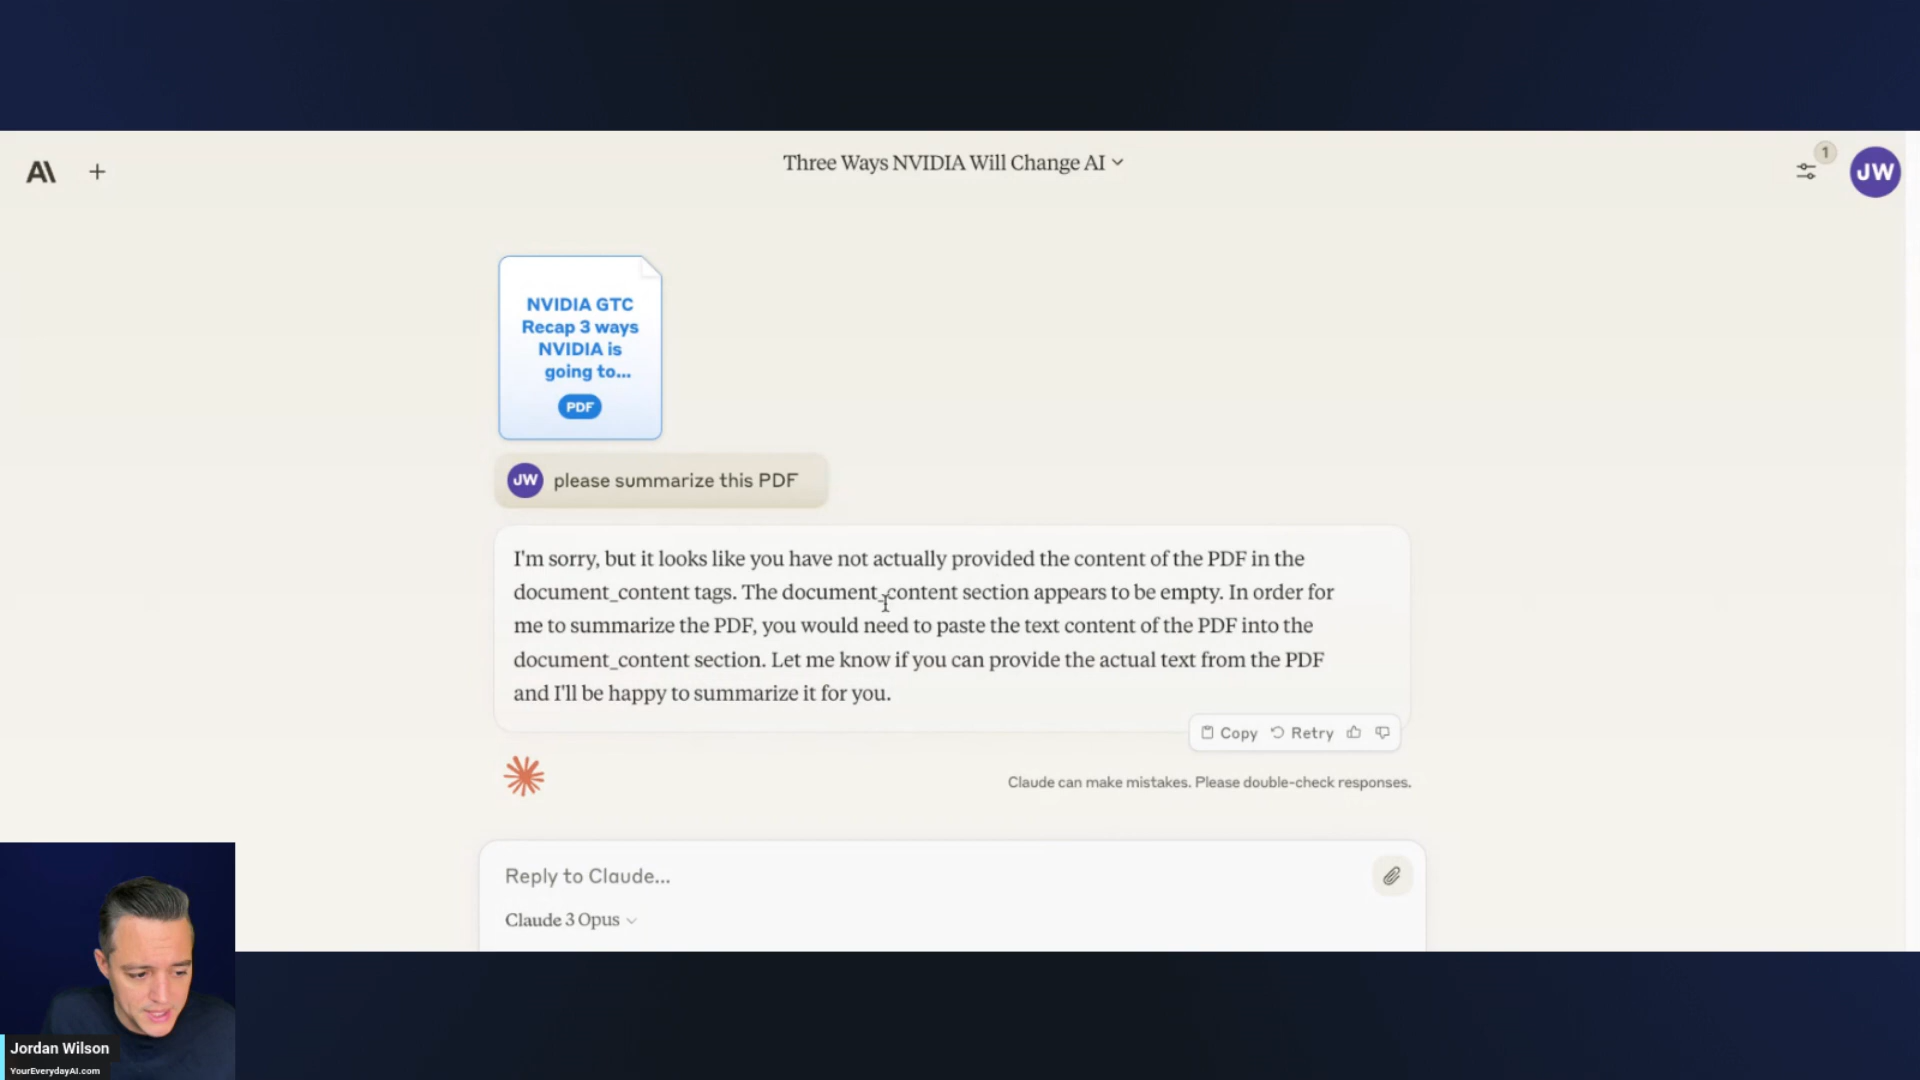 Three Ways NVIDIA Will Change AI
1
JW
NVIDIA GTC
Recap 3 ways
NVIDIA is
going to...
PDF
JW please summarize this PDF
I'm sorry, but it looks like you have not actually provided the content of the PDF in the
document_content tags. The document_content section appears to be empty. In order for
me to summarize the PDF, you would need to paste the text content of the PDF into the
document_content section. Let me know if you can provide the actual text from the PDF
and I'll be happy to summarize it for you.
Copy Retry
Claude can make mistakes. Please double-check responses.
Reply to Claude...
Claude 3 Opus
Jordan Wilson
YourEverydayAI.com